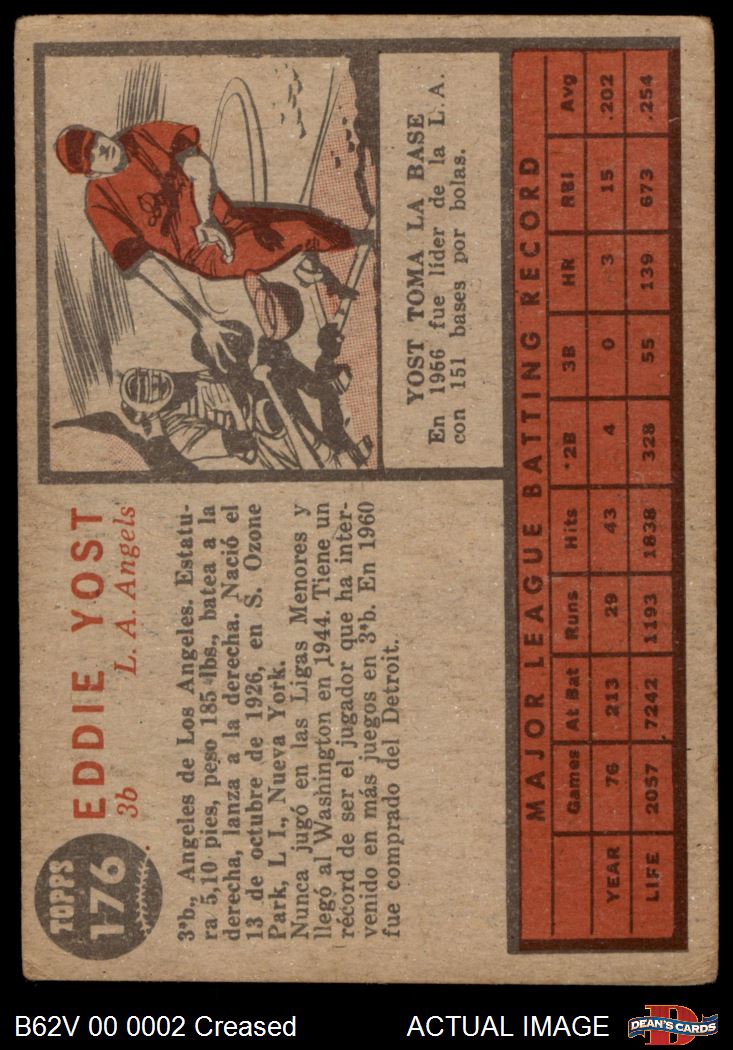 TOPPS
176
EDDIE YOST
3b L. A. Angels
3ªb., Angeles de Los Angeles. Estatu-
ra 5,10 pies, peso 185 lbs., batea a la
derecha, lanza a la derecha. Nació el
13 de octubre de 1926, en S. Ozone
Park, L I., Nueva York.
Nunca jugó en las Ligas Menores y
llegó al Washington en 1944. Tiene un
récord de ser el jugador que ha inter-
venido en más juegos en 3ªb. En 1960
fue comprado del Detroit.
YOST TOMA LA BASE
En 1956 fue líder de la L. A.
con 151 bases por bolas.
MAJOR LEAGUE BATTING RECORD
Games At Bat Runs Hits 2B 3B HR RBI Avg
YEAR 76 213 29 43 4 0 3 15 .202
LIFE 2057 7242 1193 1838 328 55 139 673 .254
B62V 00 0002 Creased ACTUAL IMAGE DEAN'S CARDS